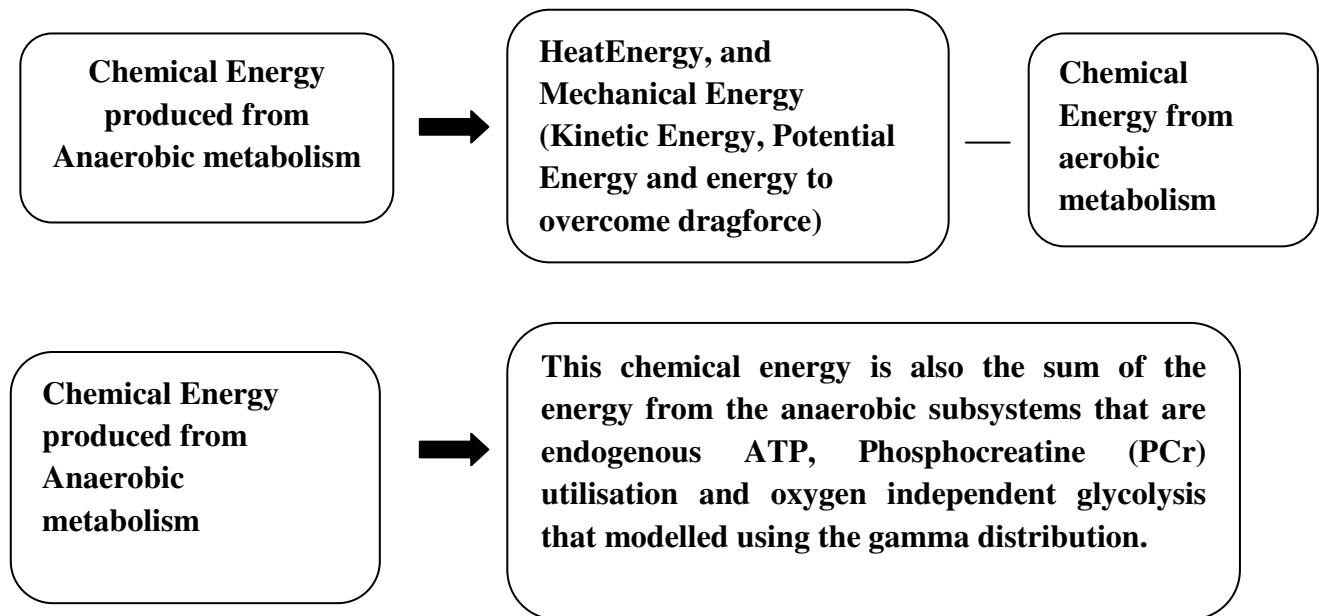 Chemical Energy
produced from
Anaerobic metabolism
HeatEnergy, and
Mechanical Energy
(Kinetic Energy, Potential
Energy and energy to
overcome dragforce)
Chemical
Energy from
aerobic
metabolism
Chemical Energy
produced from
Anaerobic
metabolism
This chemical energy is also the sum of the
energy from the anaerobic subsystems that are
endogenous ATP, Phosphocreatine (PCr)
utilisation and oxygen independent glycolysis
that modelled using the gamma distribution.